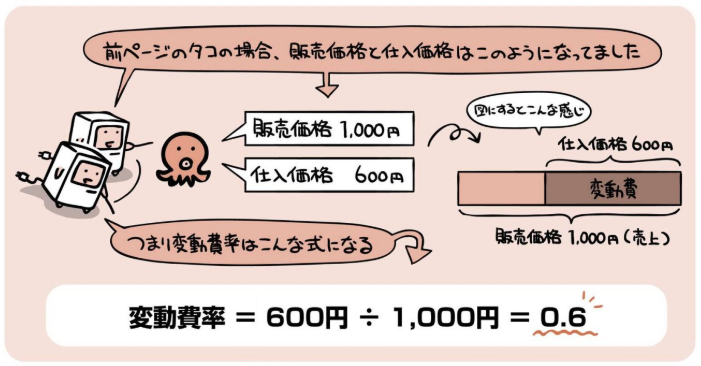 前ページのタコの場合、販売価格と仕入価格はこのようになってました
販売価格 1,000円
仕入価格 600円
図にするとこんな感じ
仕入価格 600円
変動費
販売価格 1,000円(売上)
つまり変動費率はこんな式になる
変動費率 = 600円 ÷ 1,000円 = 0.6